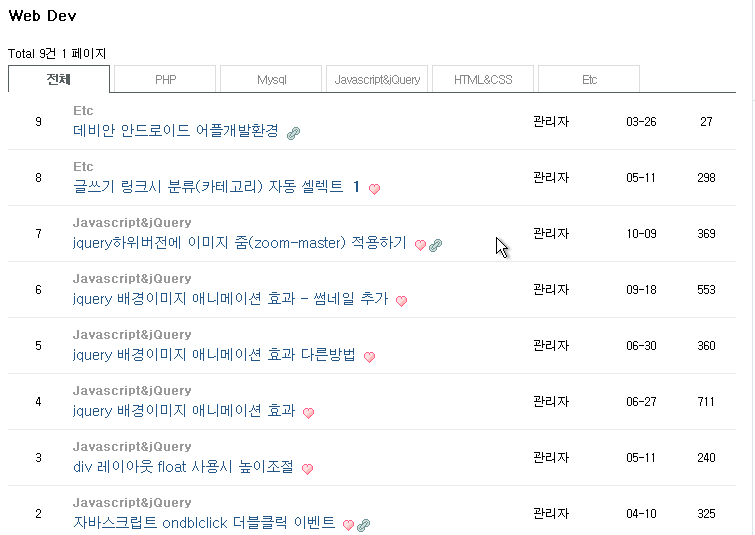 Web Dev
Total 9건 1 페이지
전체 PHP Mysql Javascript&jQuery HTML&CSS Etc
Etc
9 데비안 안드로이드 어플개발환경 관리자 03-26 27
Etc
8 글쓰기 링크시 분류(카테고리) 자동 셀렉트 1 관리자 05-11 298
Javascript&jQuery
7 jquery하위버전에 이미지 줌(zoom-master) 적용하기 관리자 10-09 369
Javascript&jQuery
6 jquery 배경이미지 애니메이션 효과 - 썸네일 추가 관리자 09-18 553
Javascript&jQuery
5 jquery 배경이미지 애니메이션 효과 다른방법 관리자 06-30 360
Javascript&jQuery
4 jquery 배경이미지 애니메이션 효과 관리자 06-27 711
Javascript&jQuery
3 div 레이아웃 float 사용시 높이조절 관리자 05-11 240
Javascript&jQuery
2 자바스크립트 ondblclick 더블클릭 이벤트 관리자 04-10 325